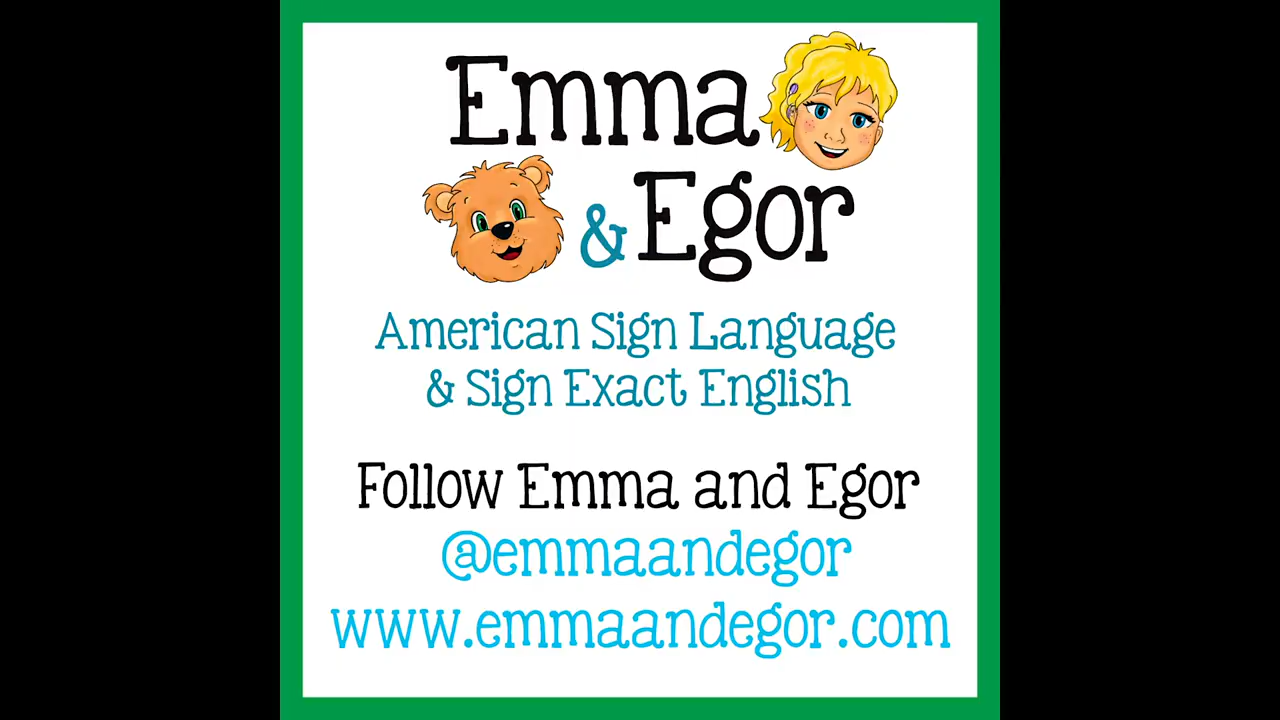 Emma
& Egor
American Sign Language
& Sign Exact English
Follow Emma and Egor
@emmaandegor
www.emmaandegor.com